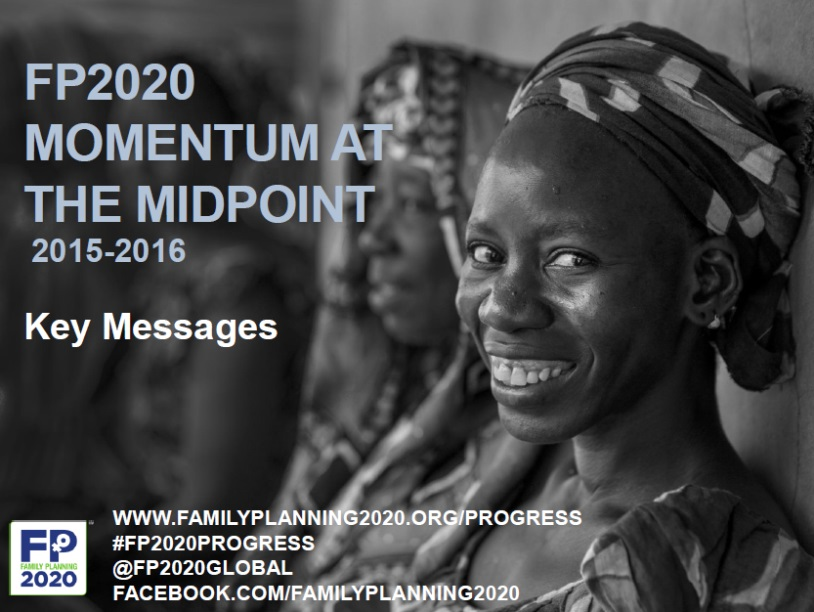 FP2020
MOMENTUM AT
THE MIDPOINT
2015-2016
Key Messages
WWW.FAMILYPLANNING2020.ORG/PROGRESS
#FP2020PROGRESS
@FP2020GLOBAL
FACEBOOK.COM/FAMILYPLANNING2020
FP
FAMILY PLANNING
2020